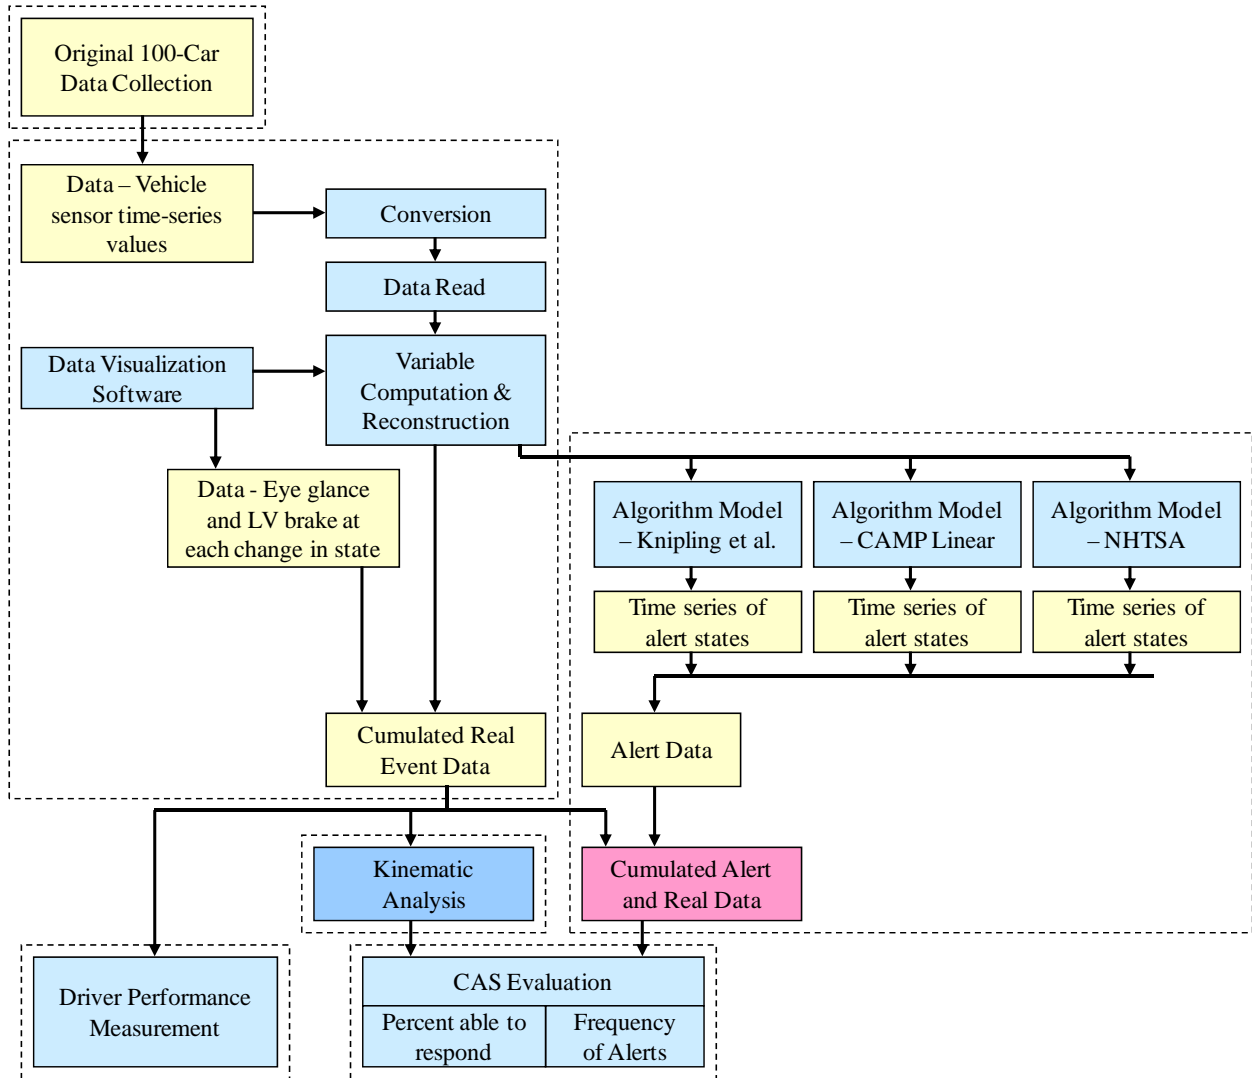 Original 100-Car
Data Collection
Data – Vehicle
sensor time-series
values
Conversion
Data Read
Data Visualization
Software
Variable
Computation &
Reconstruction
Data - Eye glance
and LV brake at
each change in state
Algorithm Model
– Knipling et al.
Algorithm Model
– CAMP Linear
Algorithm Model
– NHTSA
Time series of
alert states
Time series of
alert states
Time series of
alert states
Cumulated Real
Event Data
Alert Data
Kinematic
Analysis
Cumulated Alert
and Real Data
Driver Performance
Measurement
CAS Evaluation
Percent able to
respond
Frequency
of Alerts